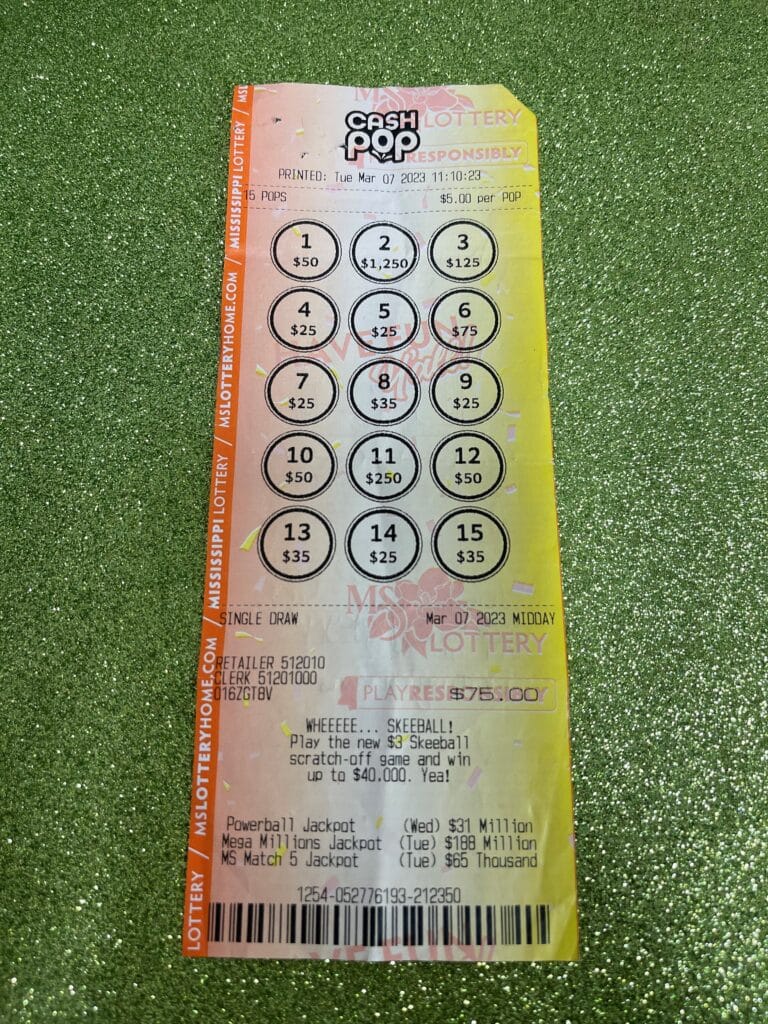 MS LOTTERY
CASH
POP
RESPONSIBLY
PRINTED: Tue Mar 07 2023 11:10:23
15 POPS $5.00 per POP
1 2 3
$50 $1,250 $125
4 5 6
$25 $25 $75
7 8 9
$25 $35 $25
10 11 12
$50 $250 $50
13 14 15
$35 $25 $35
SINGLE DRAW Mar 07 2023 MIDDAY
MS LOTTERY
RETAILER 512010
CLERK 51201000
016ZGT8V
PLAYRESPONSIBLY $75.00
WHEEEEE... SKEEBALL!
Play the new $3 Skeeball
scratch-off game and win
up to $40,000. Yea!
Powerball Jackpot (Wed) $31 Million
Mega Millions Jackpot (Tue) $188 Million
MS Match 5 Jackpot (Tue) $65 Thousand
1254-052776193-212350
HAVE FUN
LOTTERY / MSLOTTERYHOME.COM / MISSISSIPPI LOTTERY / MSLOTTERYHOME.COM / MISSISSIPPI LOTTERY / MSL